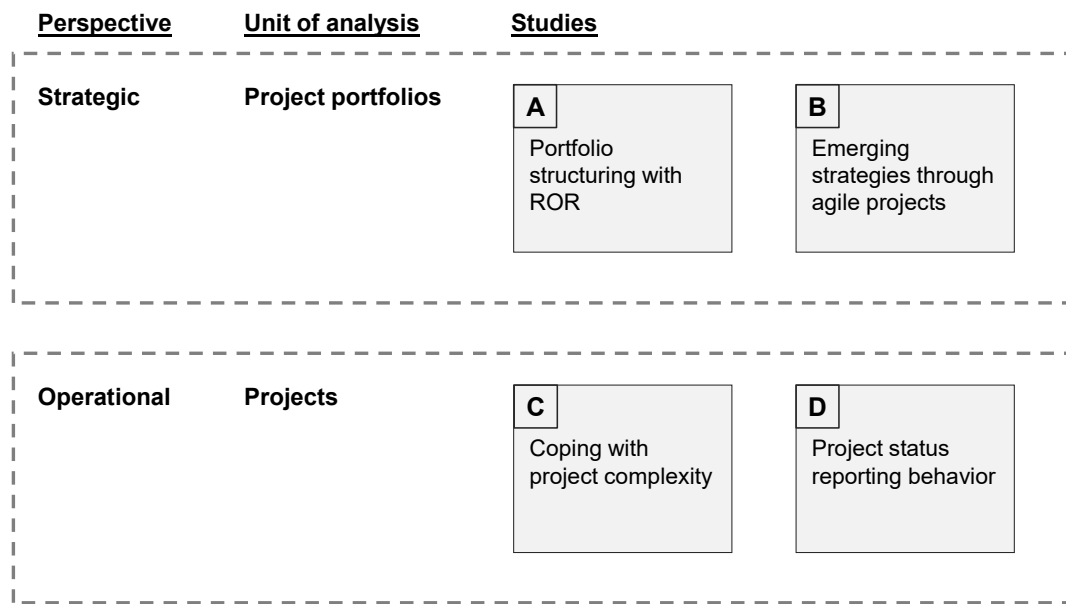 Perspective Unit of analysis Studies
Strategic Project portfolios
A
Portfolio
structuring with
ROR
B
Emerging
strategies through
agile projects
Operational Projects
C
Coping with
project complexity
D
Project status
reporting behavior